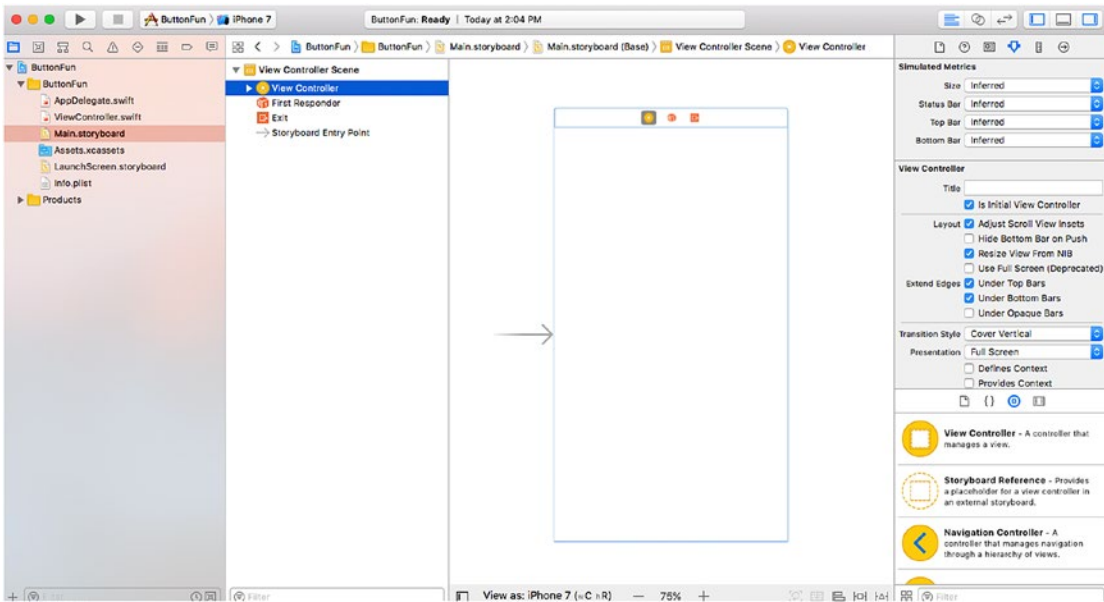 ButtonFun iPhone 7
ButtonFun: Ready | Today at 2:04 PM
ButtonFun ButtonFun Main.storyboard Main.storyboard (Base) View Controller Scene View Controller
ButtonFun
ButtonFun
AppDelegate.swift
ViewController.swift
Main.storyboard
Assets.xcassets
LaunchScreen.storyboard
Info.plist
Products
View Controller Scene
View Controller
First Responder
Exit
Storyboard Entry Point
Filter
View as: iPhone 7 (wC hR) — 75% +
Simulated Metrics
Size Inferred
Status Bar Inferred
Top Bar Inferred
Bottom Bar Inferred
View Controller
Title
Is Initial View Controller
Layout Adjust Scroll View Insets
Hide Bottom Bar on Push
Resize View From NIB
Use Full Screen (Deprecated)
Extend Edges Under Top Bars
Under Bottom Bars
Under Opaque Bars
Transition Style Cover Vertical
Presentation Full Screen
Defines Context
Provides Context
View Controller - A controller that
manages a view.
Storyboard Reference - Provides
a placeholder for a view controller in
an external storyboard.
Navigation Controller - A
controller that manages navigation
through a hierarchy of views.
Filter